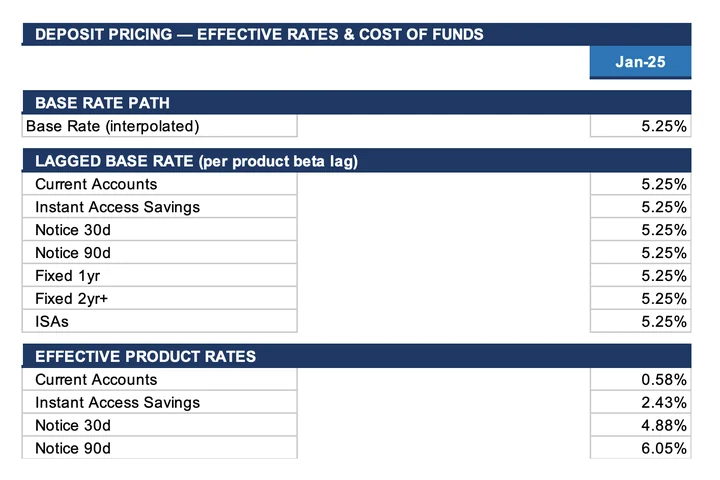 DEPOSIT PRICING — EFFECTIVE RATES & COST OF FUNDS
Jan-25
BASE RATE PATH
Base Rate (interpolated) 5.25%
LAGGED BASE RATE (per product beta lag)
Current Accounts 5.25%
Instant Access Savings 5.25%
Notice 30d 5.25%
Notice 90d 5.25%
Fixed 1yr 5.25%
Fixed 2yr+ 5.25%
ISAs 5.25%
EFFECTIVE PRODUCT RATES
Current Accounts 0.58%
Instant Access Savings 2.43%
Notice 30d 4.88%
Notice 90d 6.05%